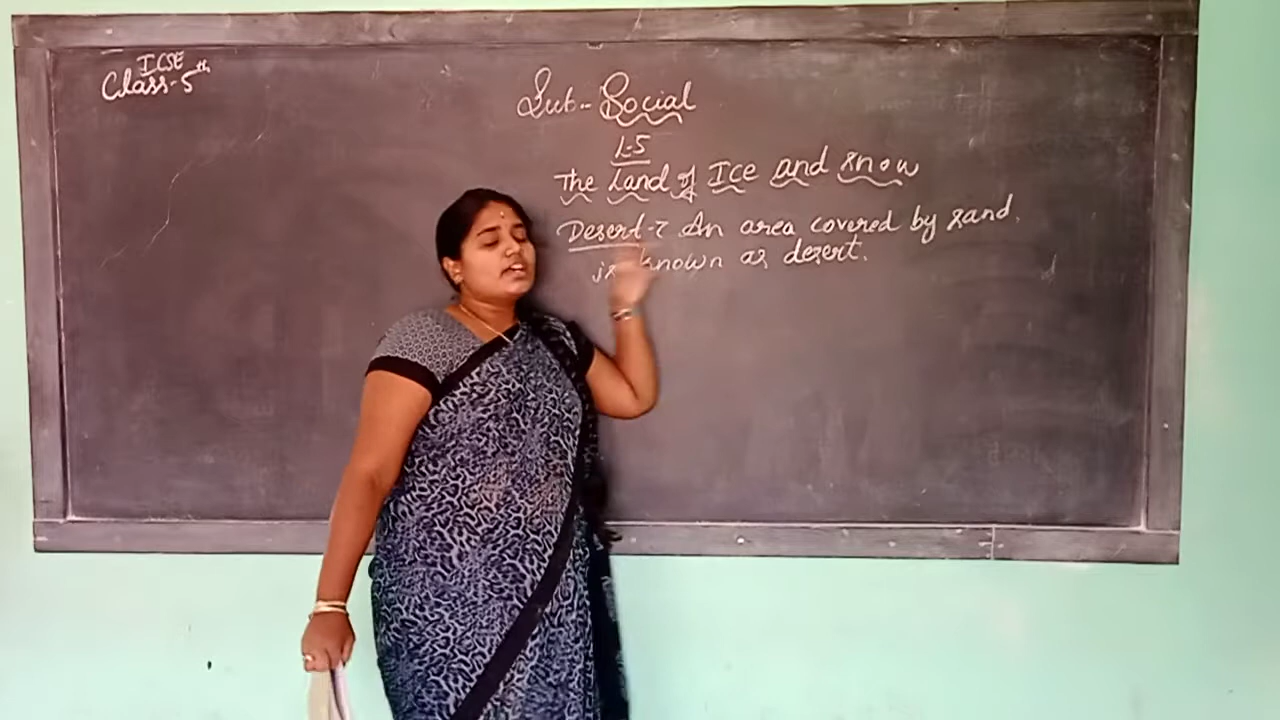 ICSE
Class-5th
Sub-- Social
L-5
The Land of Ice and snow
Desert-? An area covered by sand.
is known as desert.